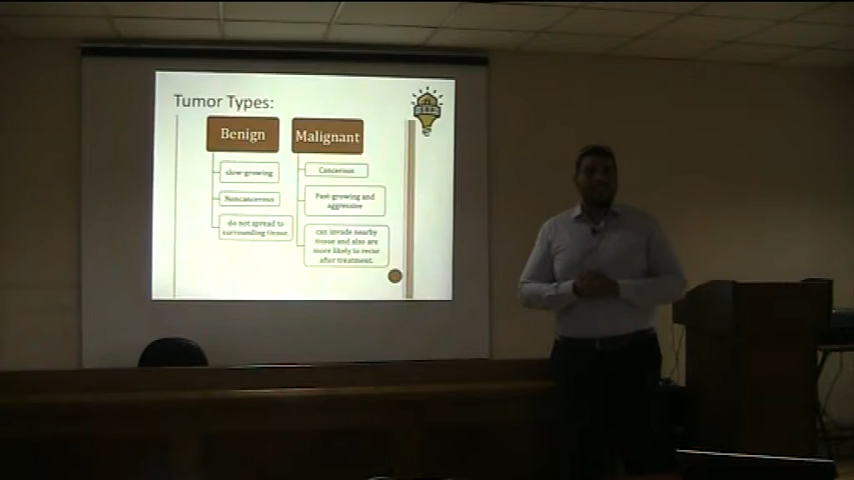 Tumor Types:
Benign
slow-growing
Noncancerous
do not spread to
surrounding tissue
Malignant
Cancerous
Fast-growing and
aggressive
can invade nearby
tissue and also are
more likely to recur
after treatment.